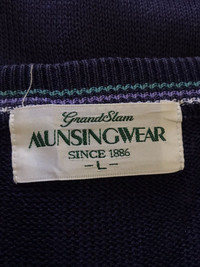 Grand Slam
MUNSINGWEAR
SINCE 1886
-L-